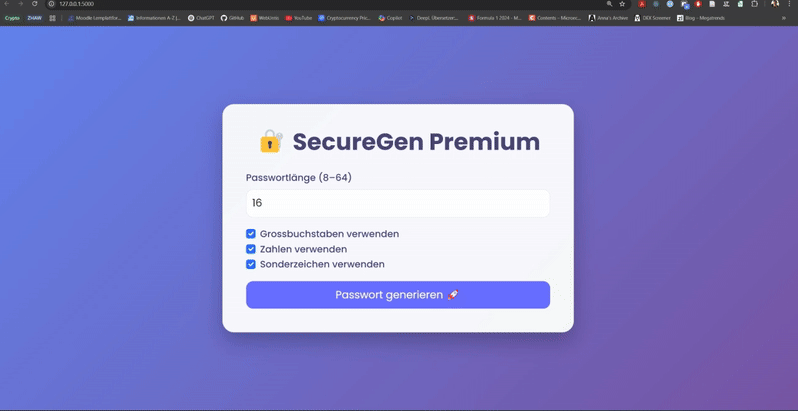 127.0.0.1:5000
Crypto ZHAW Moodle Lernplattfor... Informationen A-Z |... ChatGPT GitHub WebUntis YouTube Cryptocurrency Pric... Copilot DeepL Übersetzer:... Formula 1 2024 - M... Contents – Microec... Anna's Archive DEX Screener Blog – Megatrends
🔐 SecureGen Premium
Passwortlänge (8–64)
16
Grossbuchstaben verwenden
Zahlen verwenden
Sonderzeichen verwenden
Passwort generieren 🚀